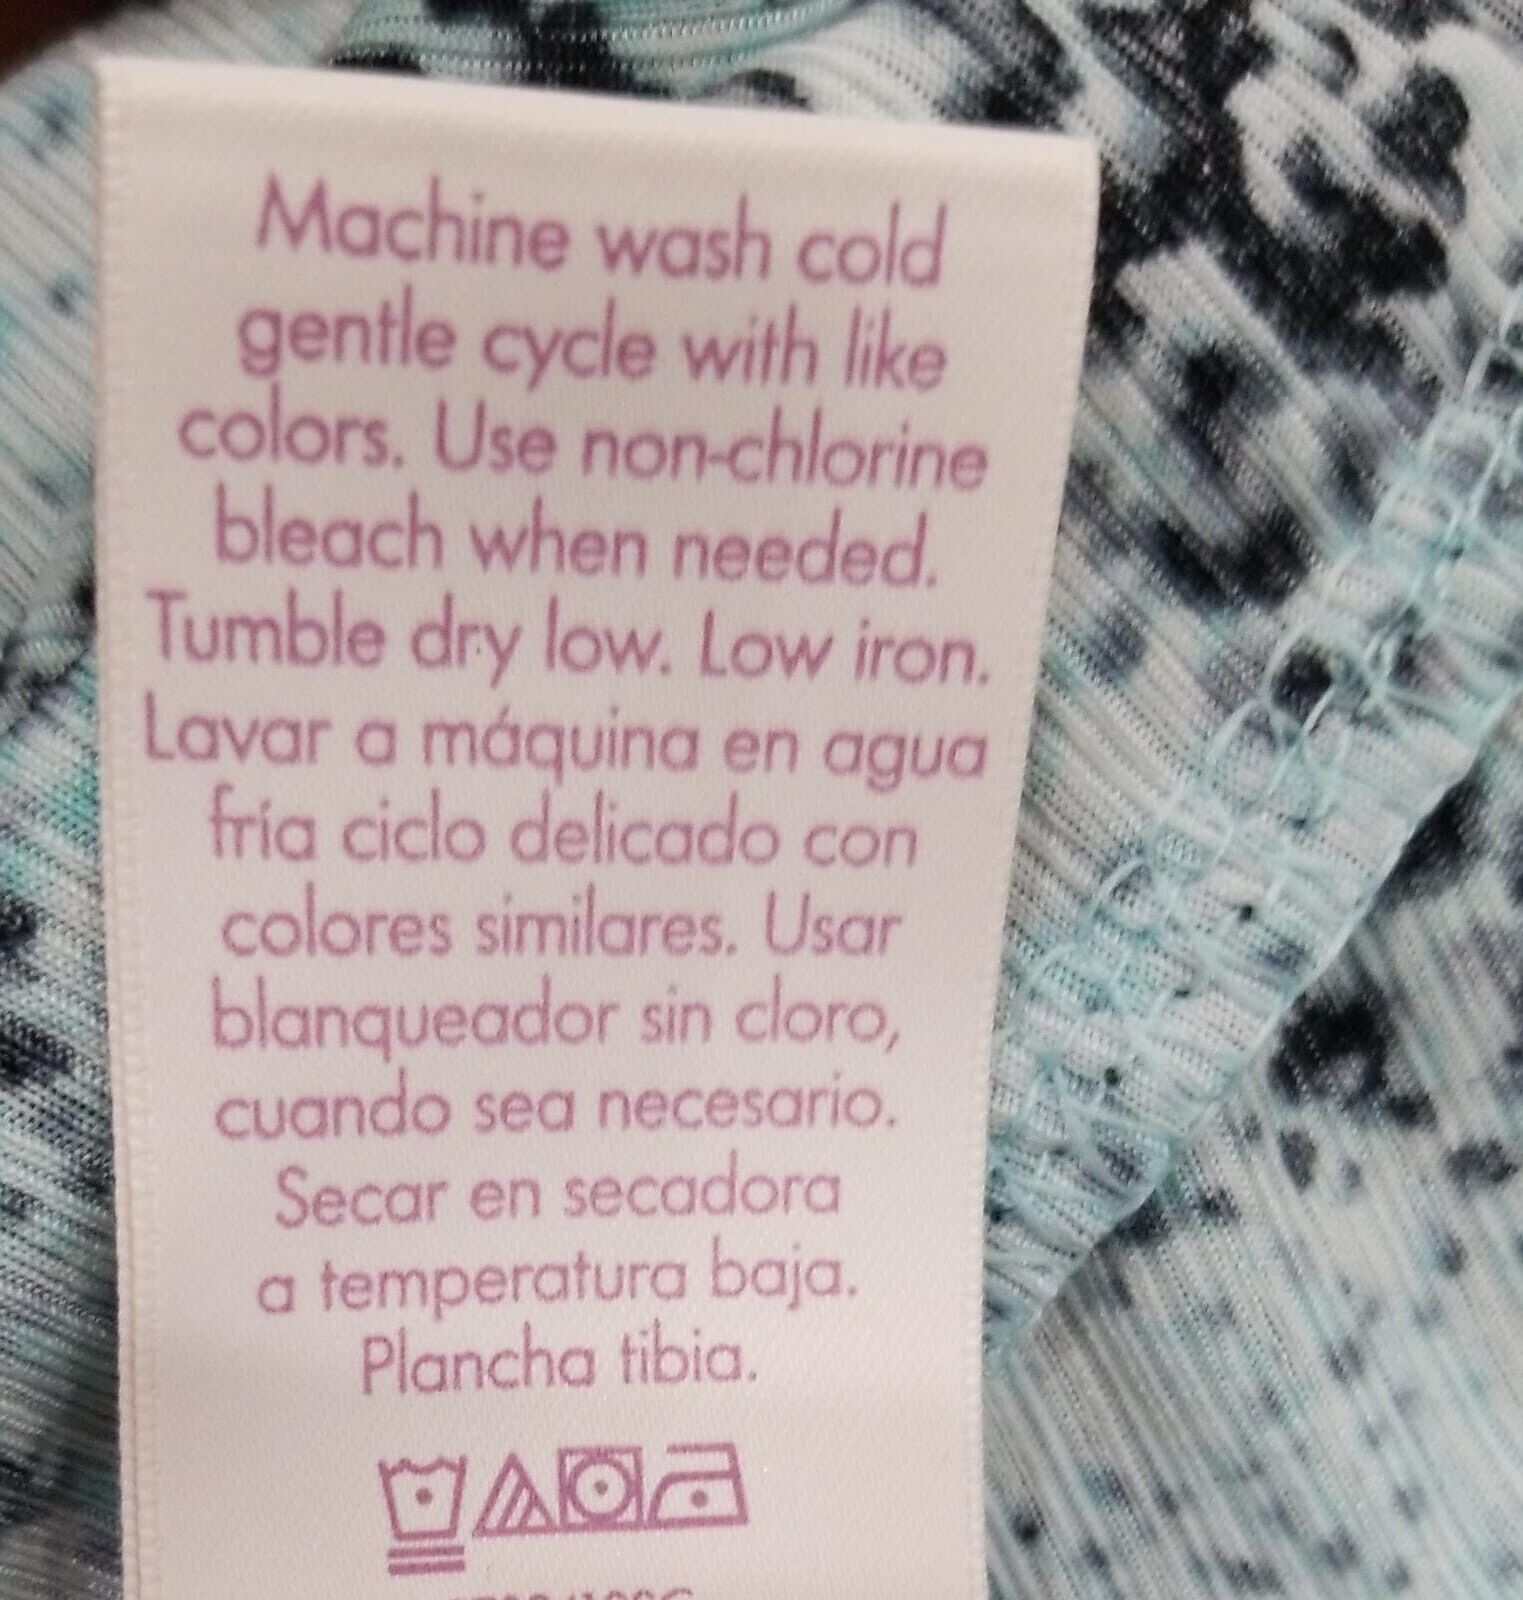 Machine wash cold
gentle cycle with like
colors. Use non-chlorine
bleach when needed.
Tumble dry low. Low iron.
Lavar a máquina en agua
fría ciclo delicado con
colores similares. Usar
blanqueador sin cloro,
cuando sea necesario.
Secar en secadora
a temperatura baja.
Plancha tibia.